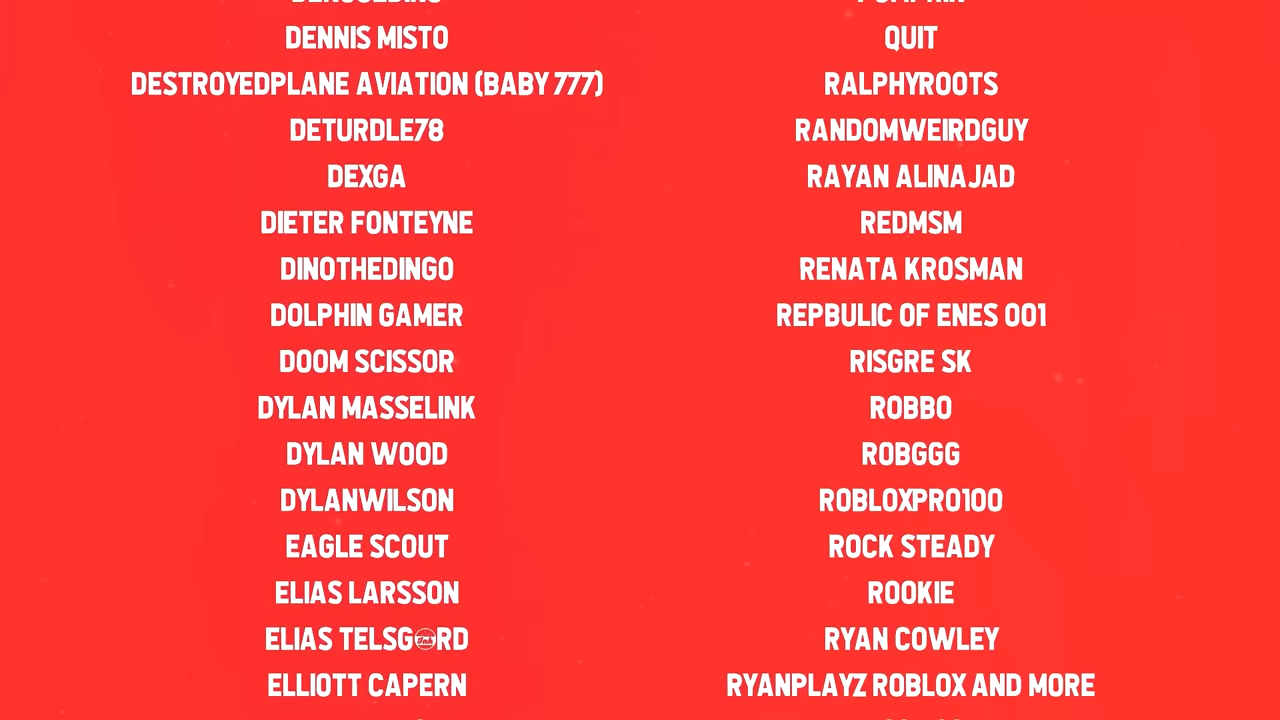 DENNIS MISTO
DESTROYEDPLANE AVIATION (BABY 777)
DETURDLE78
DEXGA
DIETER FONTEYNE
DINOTHEDINGO
DOLPHIN GAMER
DOOM SCISSOR
DYLAN MASSELINK
DYLAN WOOD
DYLANWILSON
EAGLE SCOUT
ELIAS LARSSON
ELIAS
ELLIOTT CAPERN
PUMPKIN
QUIT
RALPHYROOTS
RANDOMWEIRDGUY
RAYAN ALINAJAD
REDMSM
RENATA KROSMAN
REPBULIC OF ENES 001
RISGRE SK
ROBBO
ROBGGG
ROBLOXPRO100
ROCK STEADY
ROOKIE
RYAN COWLEY
RYANPLAYZ ROBLOX AND MORE